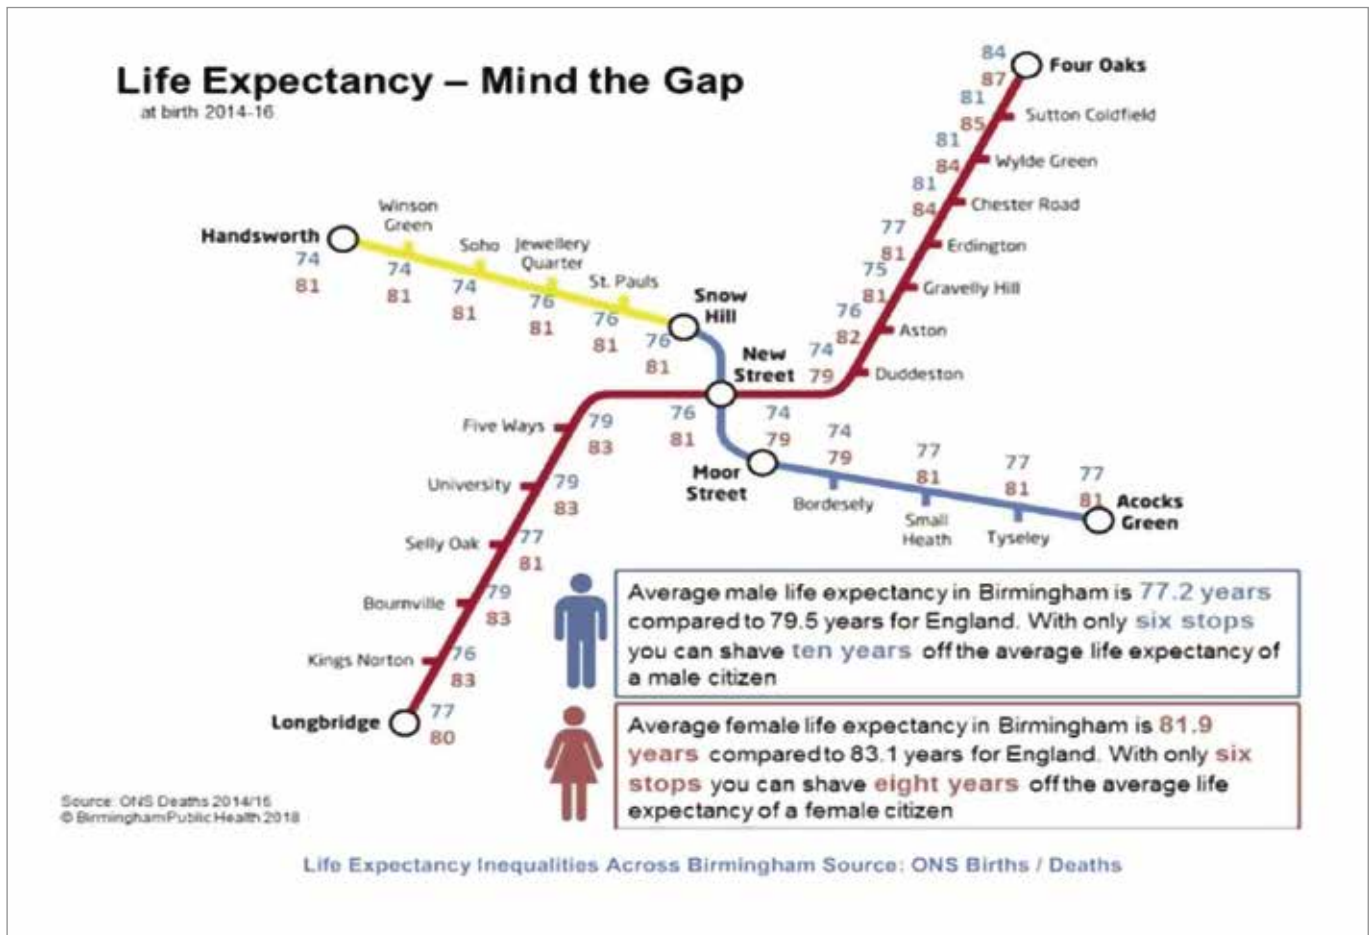 Life Expectancy – Mind the Gap
at birth 2014-16
84
87
Four Oaks
81
85
Sutton Coldfield
81
84
Wylde Green
81
84
Chester Road
77
81
Erdington
75
81
Gravelly Hill
76
82
Aston
74
79
Duddeston
Handsworth
74
81
Winson
Green
74
81
Soho
74
81
Jewellery
Quarter
76
81
St. Pauls
76
81
Snow
Hill
76
81
New
Street
76
81
Moor
Street
74
79
Bordesely
74
79
Small
Heath
77
81
Tyseley
77
81
Acocks
Green
77
81
Five Ways
79
83
University
79
83
Selly Oak
77
81
Bournville
79
83
Kings Norton
76
83
Longbridge
77
80
Average male life expectancy in Birmingham is 77.2 years
compared to 79.5 years for England. With only six stops
you can shave ten years off the average life expectancy of
a male citizen
Average female life expectancy in Birmingham is 81.9
years compared to 83.1 years for England. With only six
stops you can shave eight years off the average life
expectancy of a female citizen
Source: ONS Deaths 2014/16
© Birmingham Public Health 2018
Life Expectancy Inequalities Across Birmingham Source: ONS Births / Deaths